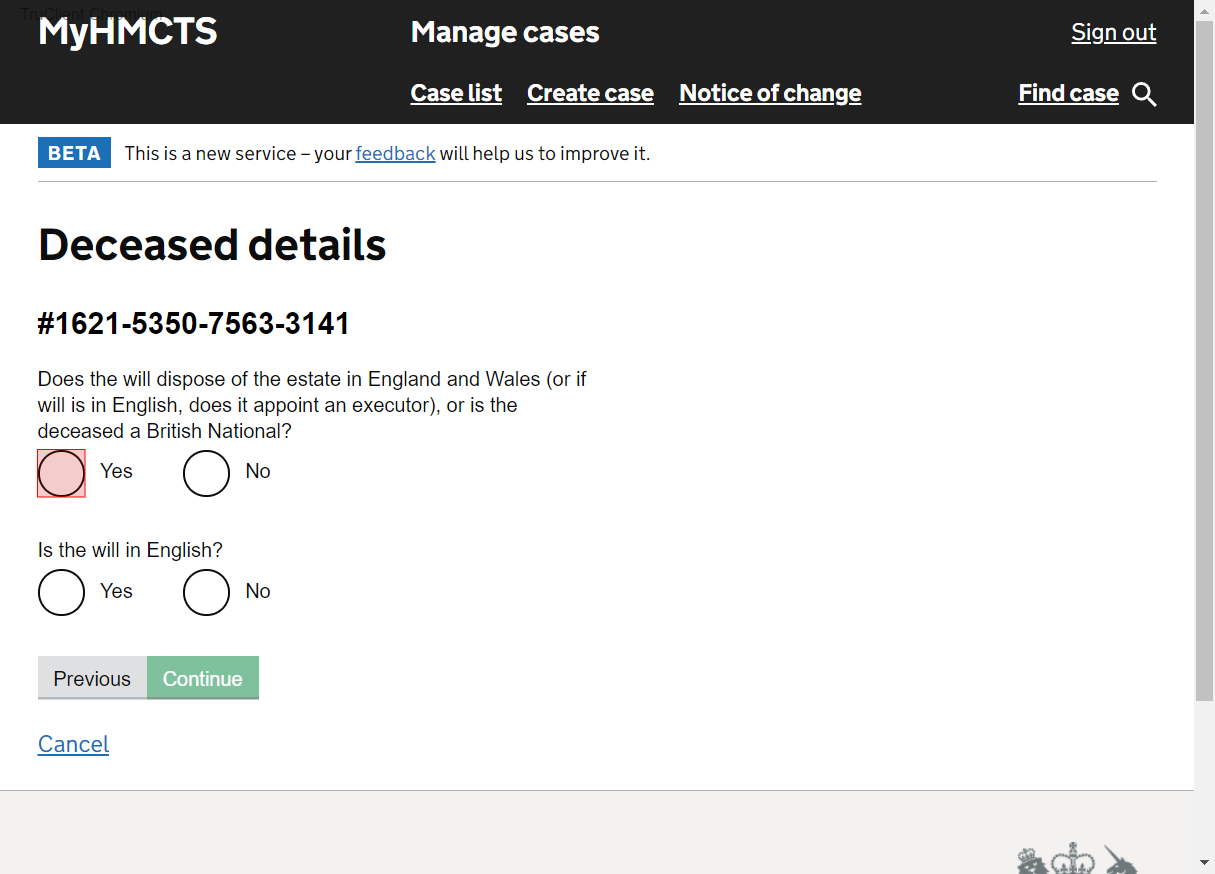 TruClient Chromium
MyHMCTS
Manage cases
Sign out
Case list
Create case
Notice of change
Find case
BETA This is a new service – your feedback will help us to improve it.
Deceased details
#1621-5350-7563-3141
Does the will dispose of the estate in England and Wales (or if
will is in English, does it appoint an executor), or is the
deceased a British National?
Yes No
Is the will in English?
Yes No
Previous Continue
Cancel